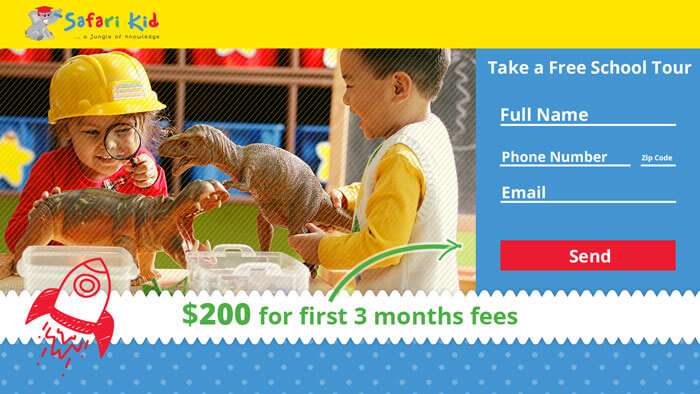 Safari Kid
... a jungle of knowledge
Take a Free School Tour
Full Name
Phone Number
Zip Code
Email
Send
$200 for first 3 months fees